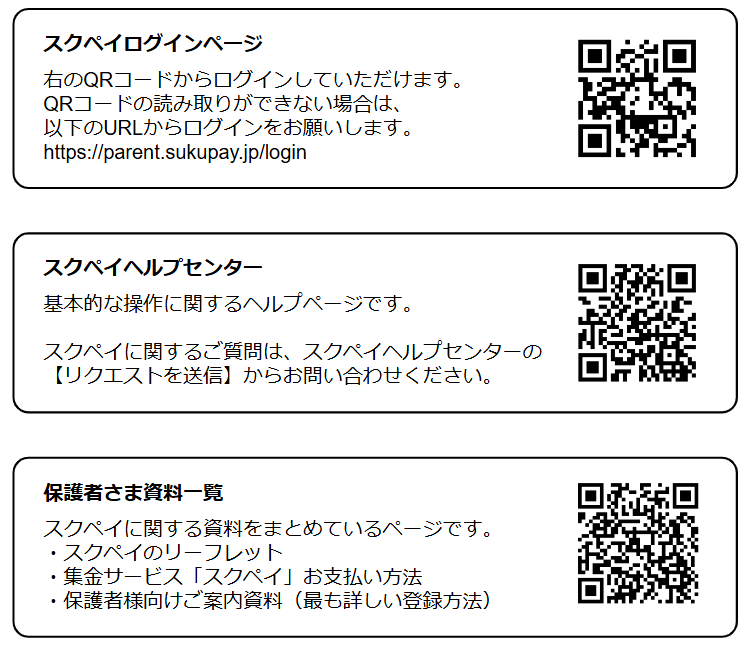 スクペイログインページ
右のQRコードからログインしていただけます。
QRコードの読み取りができない場合は、
以下のURLからログインをお願いします。
https://parent.sukupay.jp/login
スクペイヘルプセンター
基本的な操作に関するヘルプページです。
スクペイに関するご質問は、スクペイヘルプセンターの
【リクエストを送信】からお問い合わせください。
保護者さま資料一覧
スクペイに関する資料をまとめているページです。
・スクペイのリーフレット
・集金サービス「スクペイ」お支払い方法
・保護者様向けご案内資料（最も詳しい登録方法）